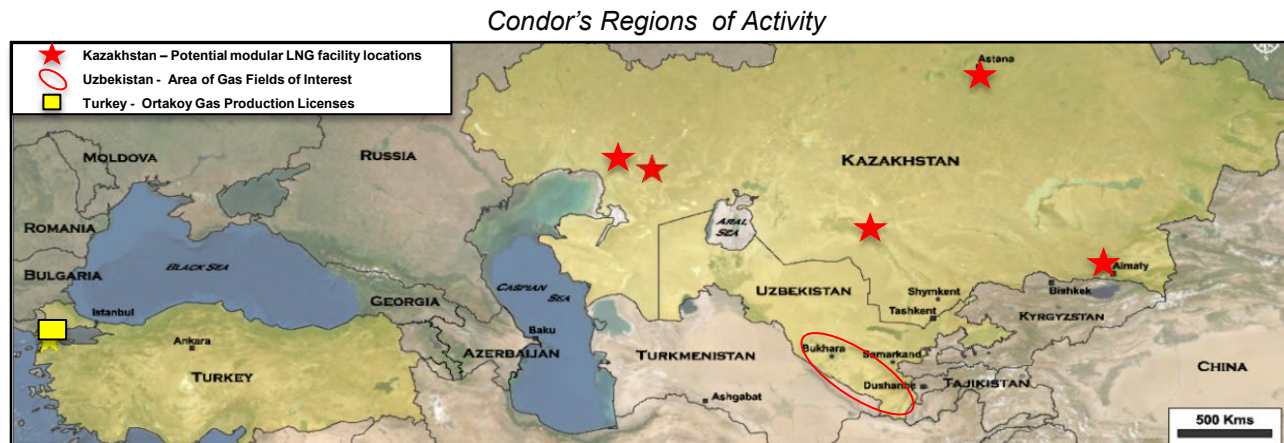 Condor's Regions of Activity
Kazakhstan – Potential modular LNG facility locations
Uzbekistan - Area of Gas Fields of Interest
Turkey - Ortakoy Gas Production Licenses
Astana
MOLDOVA
RUSSIA
KAZAKHSTAN
ROMANIA
ARAL
SEA
BLACK SEA
BULGARIA
Almaty
CASPIAN
SEA
UZBEKISTAN
Shymkent
Bishkek
Istanbul
GEORGIA
Tashkent
KYRGYZSTAN
Baku
Ankara
AZERBAIJAN
TURKMENISTAN
Bukhara
Samarkand
CHINA
TURKEY
Dushanbe
TAJIKISTAN
Ashgabat
500 Kms